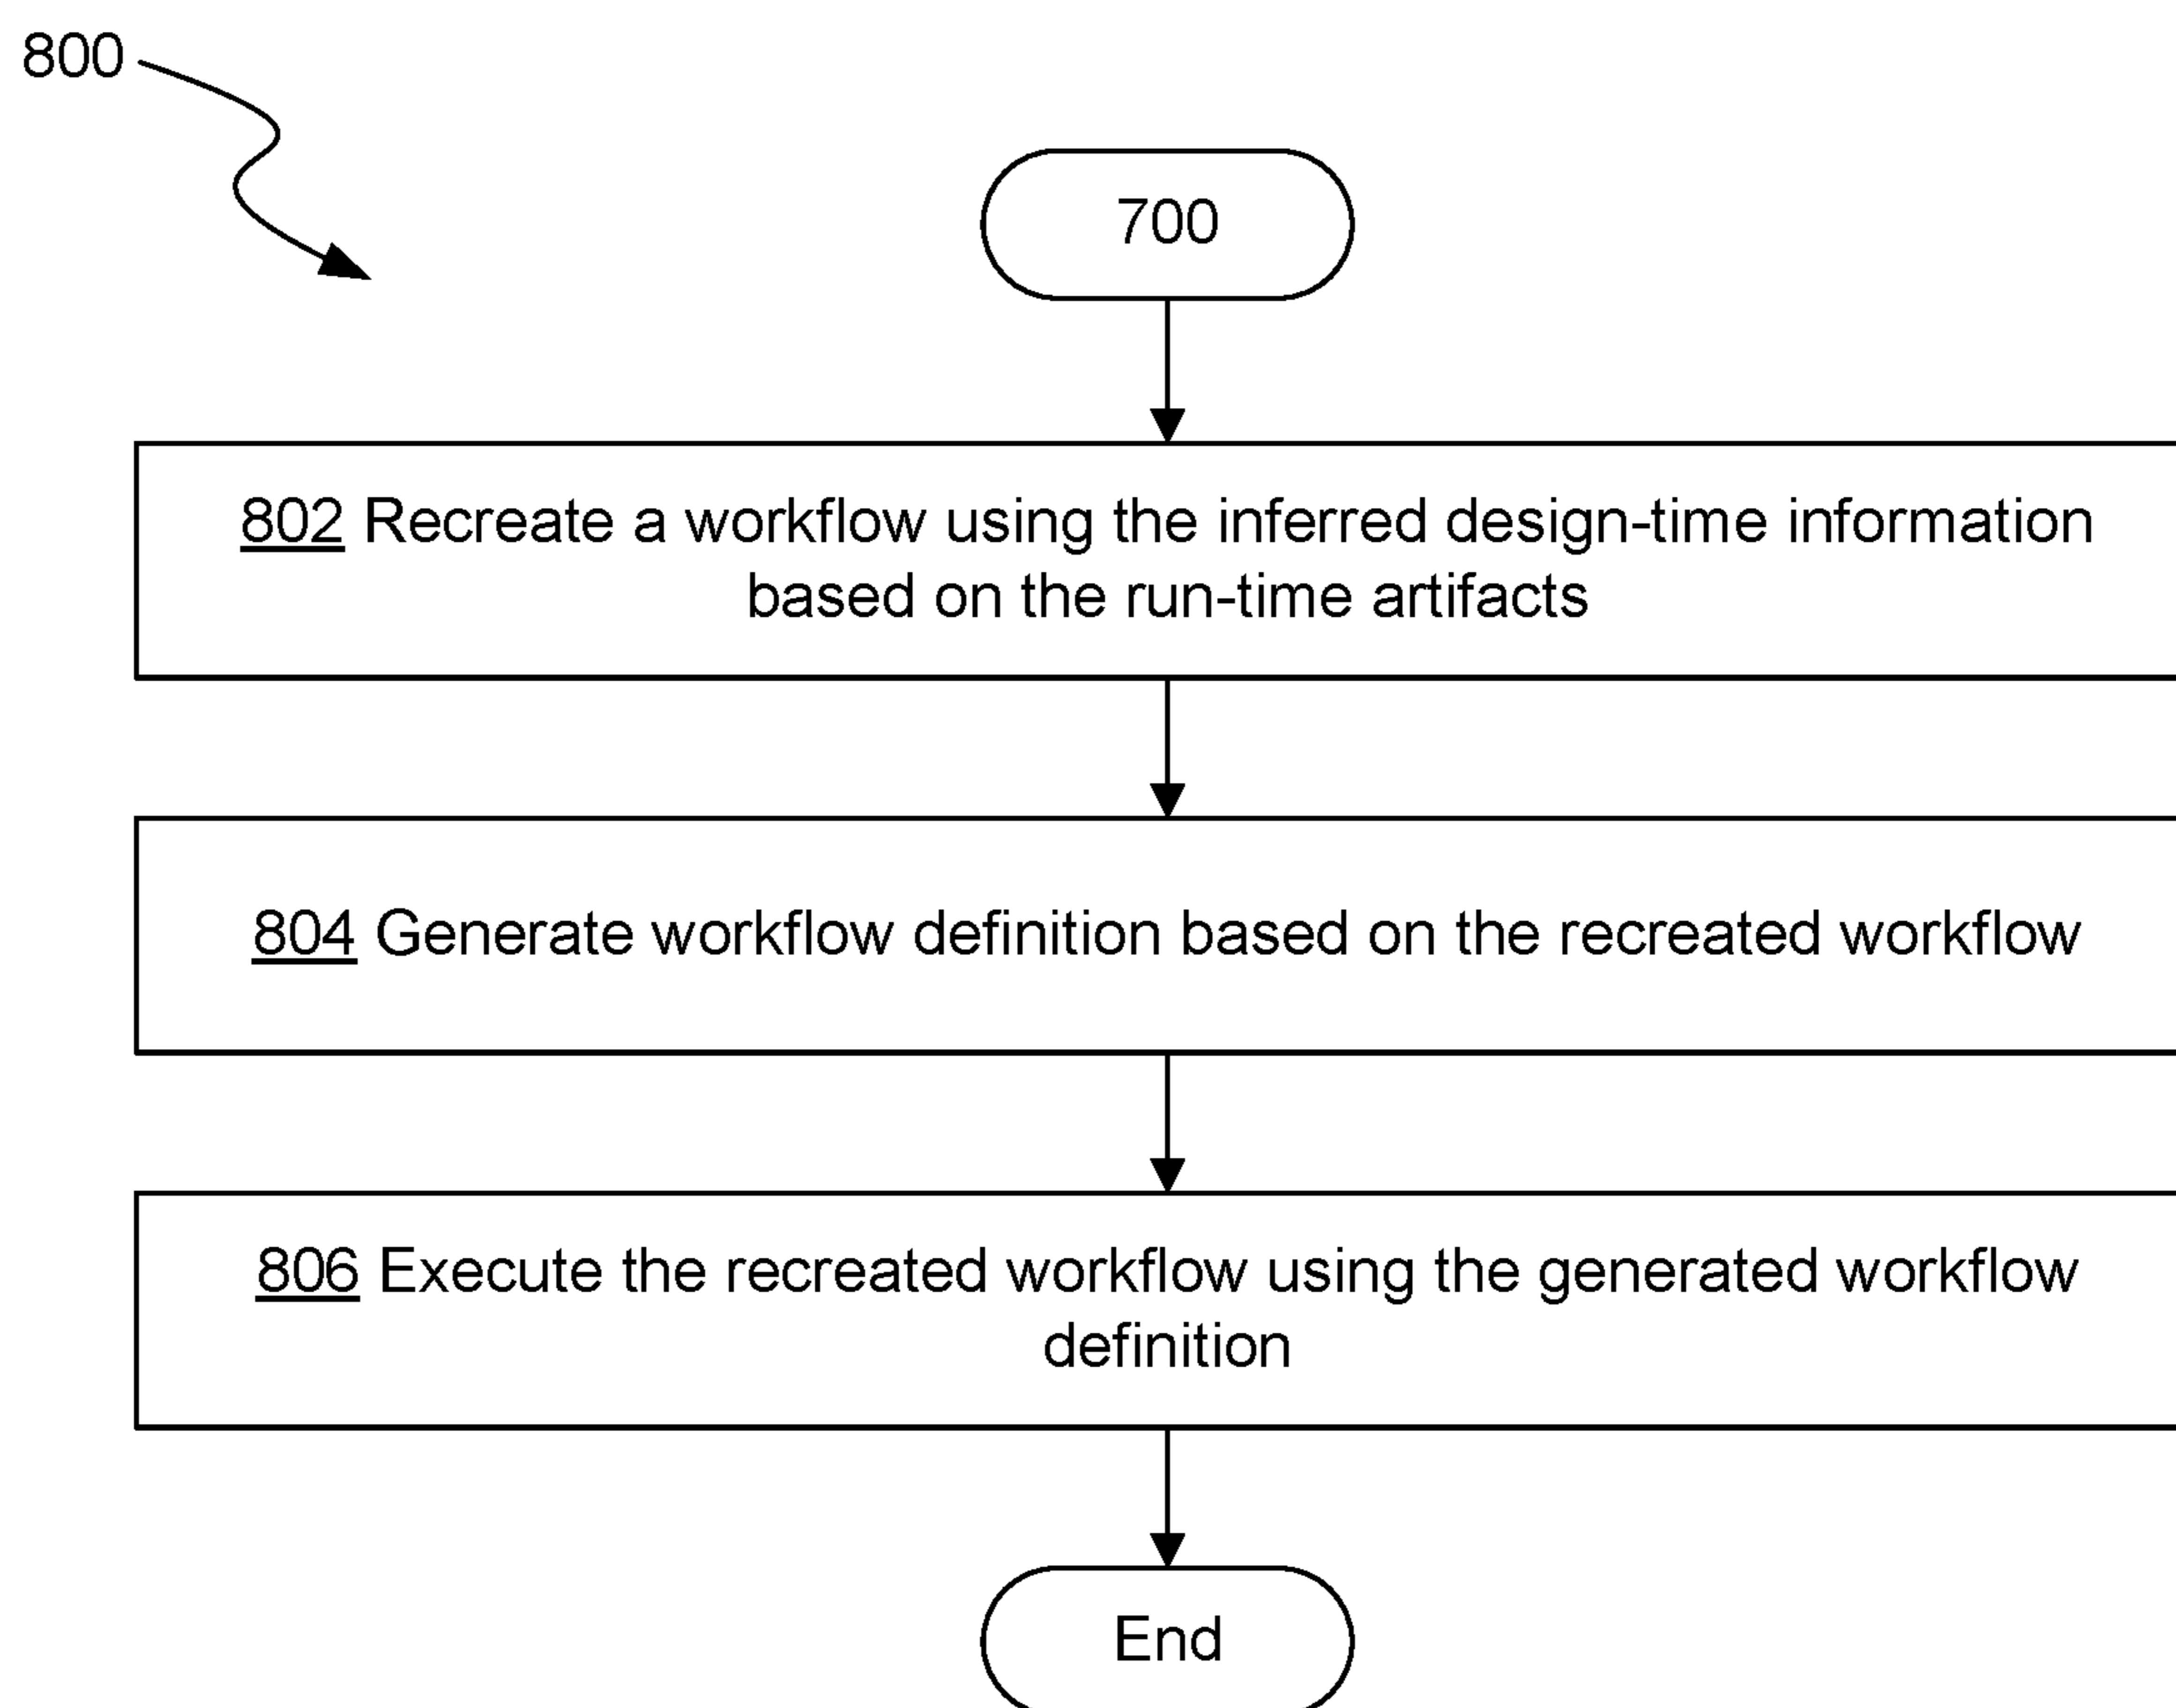 800
700
802 Recreate a workflow using the inferred design-time information
based on the run-time artifacts
804 Generate workflow definition based on the recreated workflow
806 Execute the recreated workflow using the generated workflow
definition
End